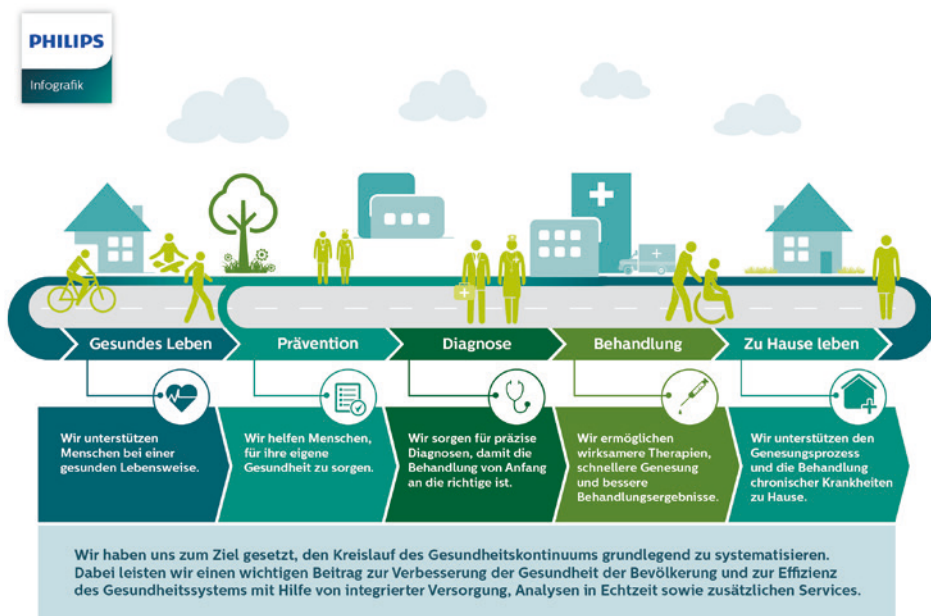 PHILIPS
Infografik
Gesundes Leben
Prävention
Diagnose
Behandlung
Zu Hause leben
Wir unterstützen
Menschen bei einer
gesunden Lebensweise.
Wir helfen Menschen,
für ihre eigene
Gesundheit zu sorgen.
Wir sorgen für präzise
Diagnosen, damit die
Behandlung von Anfang
an die richtige ist.
Wir ermöglichen
wirksamere Therapien,
schnellere Genesung
und bessere
Behandlungsergebnisse.
Wir unterstützen den
Genesungsprozess
und die Behandlung
chronischer Krankheiten
zu Hause.
Wir haben uns zum Ziel gesetzt, den Kreislauf des Gesundheitskontinuums grundlegend zu systematisieren.
Dabei leisten wir einen wichtigen Beitrag zur Verbesserung der Gesundheit der Bevölkerung und zur Effizienz
des Gesundheitssystems mit Hilfe von integrierter Versorgung, Analysen in Echtzeit sowie zusätzlichen Services.